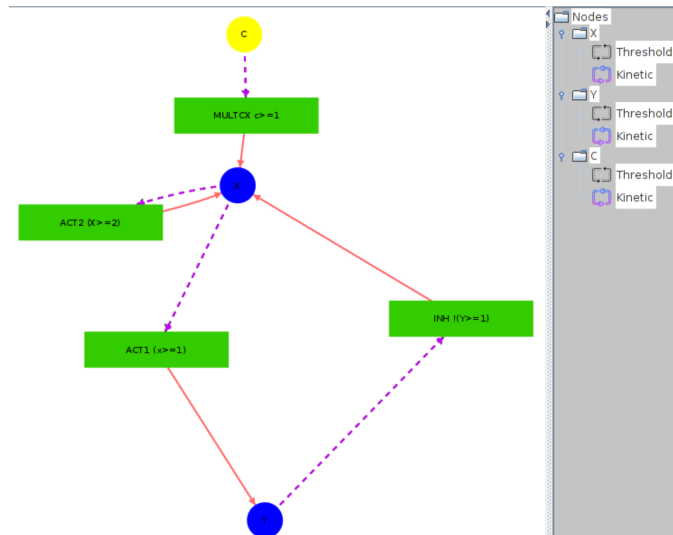 C
MULTCX c>=1
X
ACT2 (X>=2)
INH !(Y>=1)
ACT1 (x>=1)
Y
Nodes
X
Threshold
Kinetic
Y
Threshold
Kinetic
C
Threshold
Kinetic